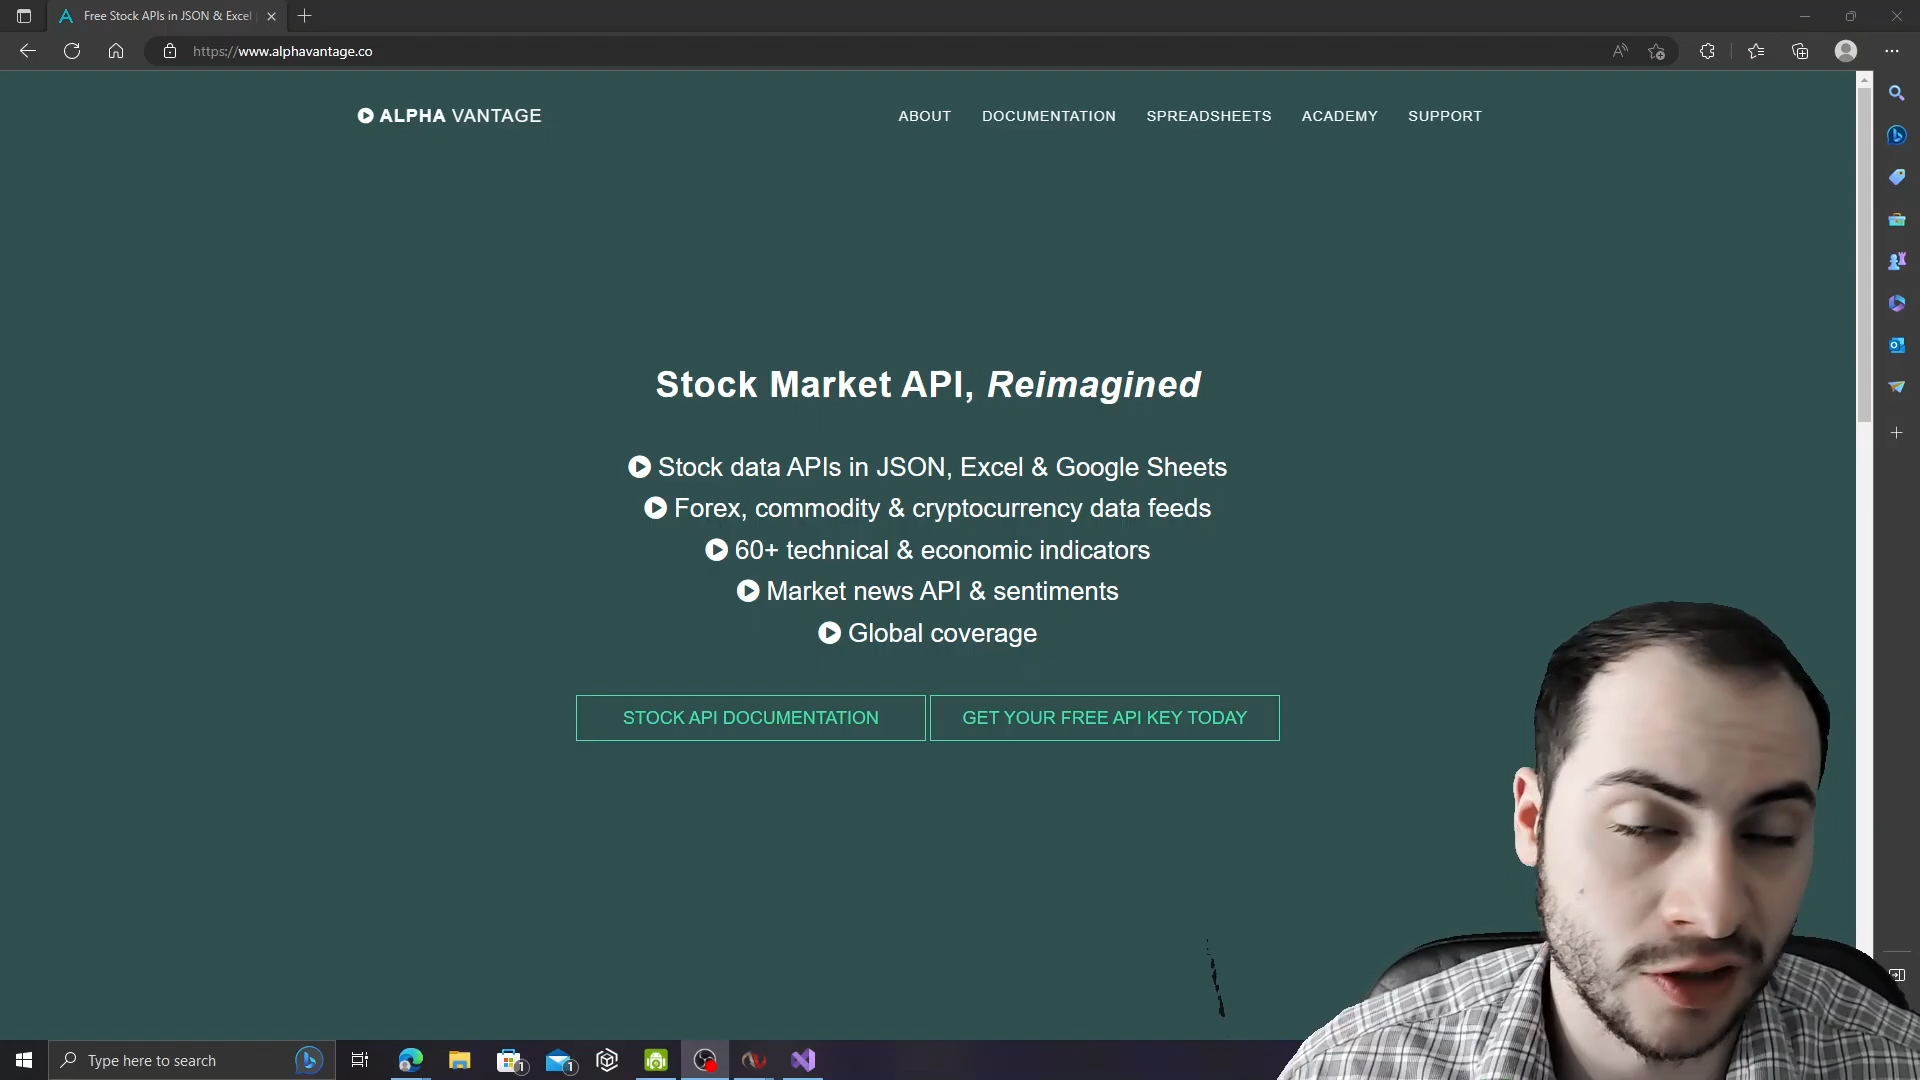 Free Stock APIs in JSON & Excel
https://www.alphavantage.co
ALPHA VANTAGE
ABOUT
DOCUMENTATION
SPREADSHEETS
ACADEMY
SUPPORT
Stock Market API, Reimagined
Stock data APIs in JSON, Excel & Google Sheets
Forex, commodity & cryptocurrency data feeds
60+ technical & economic indicators
Market news API & sentiments
Global coverage
STOCK API DOCUMENTATION
GET YOUR FREE API KEY TODAY
Type here to search
1
1